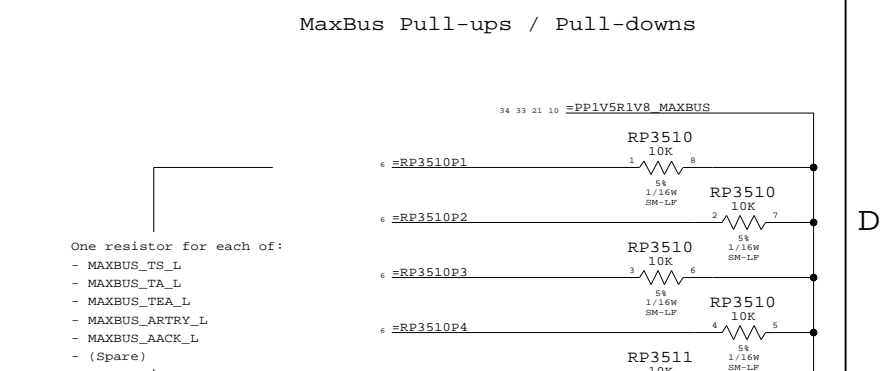 MaxBus Pull-ups / Pull-downs
34 33 21 10 =PP1V5R1V8_MAXBUS
RP3510
10K
6 =RP3510P1 1 8
5%
1/16W
SM-LF
RP3510
10K
6 =RP3510P2 2 7
5%
1/16W
SM-LF
D
RP3510
10K
6 =RP3510P3 3 6
5%
1/16W
SM-LF
RP3510
10K
6 =RP3510P4 4 5
5%
1/16W
SM-LF
RP3511
10K
One resistor for each of:
- MAXBUS_TS_L
- MAXBUS_TA_L
- MAXBUS_TEA_L
- MAXBUS_ARTRY_L
- MAXBUS_AACK_L
- (Spare)